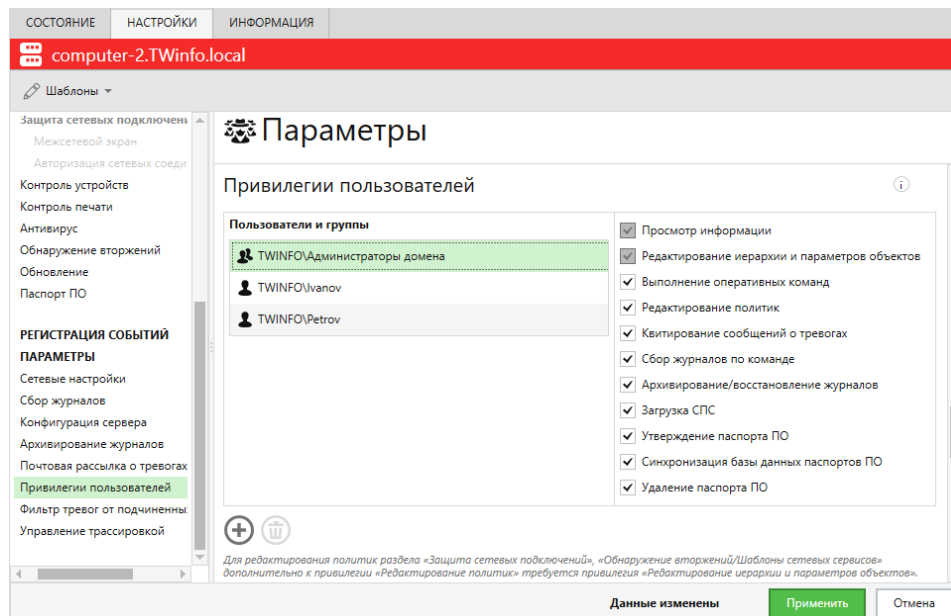 СОСТОЯНИЕ
НАСТРОЙКИ
ИНФОРМАЦИЯ
computer-2.TWinfo.local
Шаблоны
Защита сетевых подключени
Межсетевой экран
Авторизация сетевых соеди
Контроль устройств
Контроль печати
Антивирус
Обнаружение вторжений
Обновление
Паспорт ПО
РЕГИСТРАЦИЯ СОБЫТИЙ
ПАРАМЕТРЫ
Сетевые настройки
Сбор журналов
Конфигурация сервера
Архивирование журналов
Почтовая рассылка о тревогах
Привилегии пользователей
Фильтр тревог от подчиненны
Управление трассировкой
Параметры
Привилегии пользователей
Пользователи и группы
TWINFO\Администраторы домена
TWINFO\Ivanov
TWINFO\Petrov
Просмотр информации
Редактирование иерархии и параметров объектов
Выполнение оперативных команд
Редактирование политик
Квитирование сообщений о тревогах
Сбор журналов по команде
Архивирование/восстановление журналов
Загрузка СПС
Утверждение паспорта ПО
Синхронизация базы данных паспортов ПО
Удаление паспорта ПО
Для редактирования политик раздела «Защита сетевых подключений», «Обнаружение вторжений/Шаблоны сетевых сервисов»
дополнительно к привилегии «Редактирование политик» требуется привилегия «Редактирование иерархии и параметров объектов».
Данные изменены
Применить
Отмена